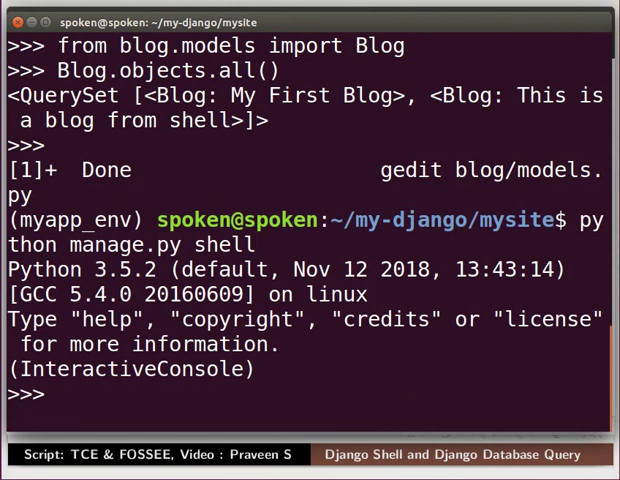 spoken@spoken: ~/my-django/mysite
>>> from blog.models import Blog
>>> Blog.objects.all()
<QuerySet [<Blog: My First Blog>, <Blog: This is
 a blog from shell>]>
>>>
[1]+  Done                    gedit blog/models.
py
(myapp_env) spoken@spoken:~/my-django/mysite$ py
thon manage.py shell
Python 3.5.2 (default, Nov 12 2018, 13:43:14)
[GCC 5.4.0 20160609] on linux
Type "help", "copyright", "credits" or "license"
 for more information.
(InteractiveConsole)
>>>
Script: TCE & FOSSEE, Video : Praveen S
Django Shell and Django Database Query